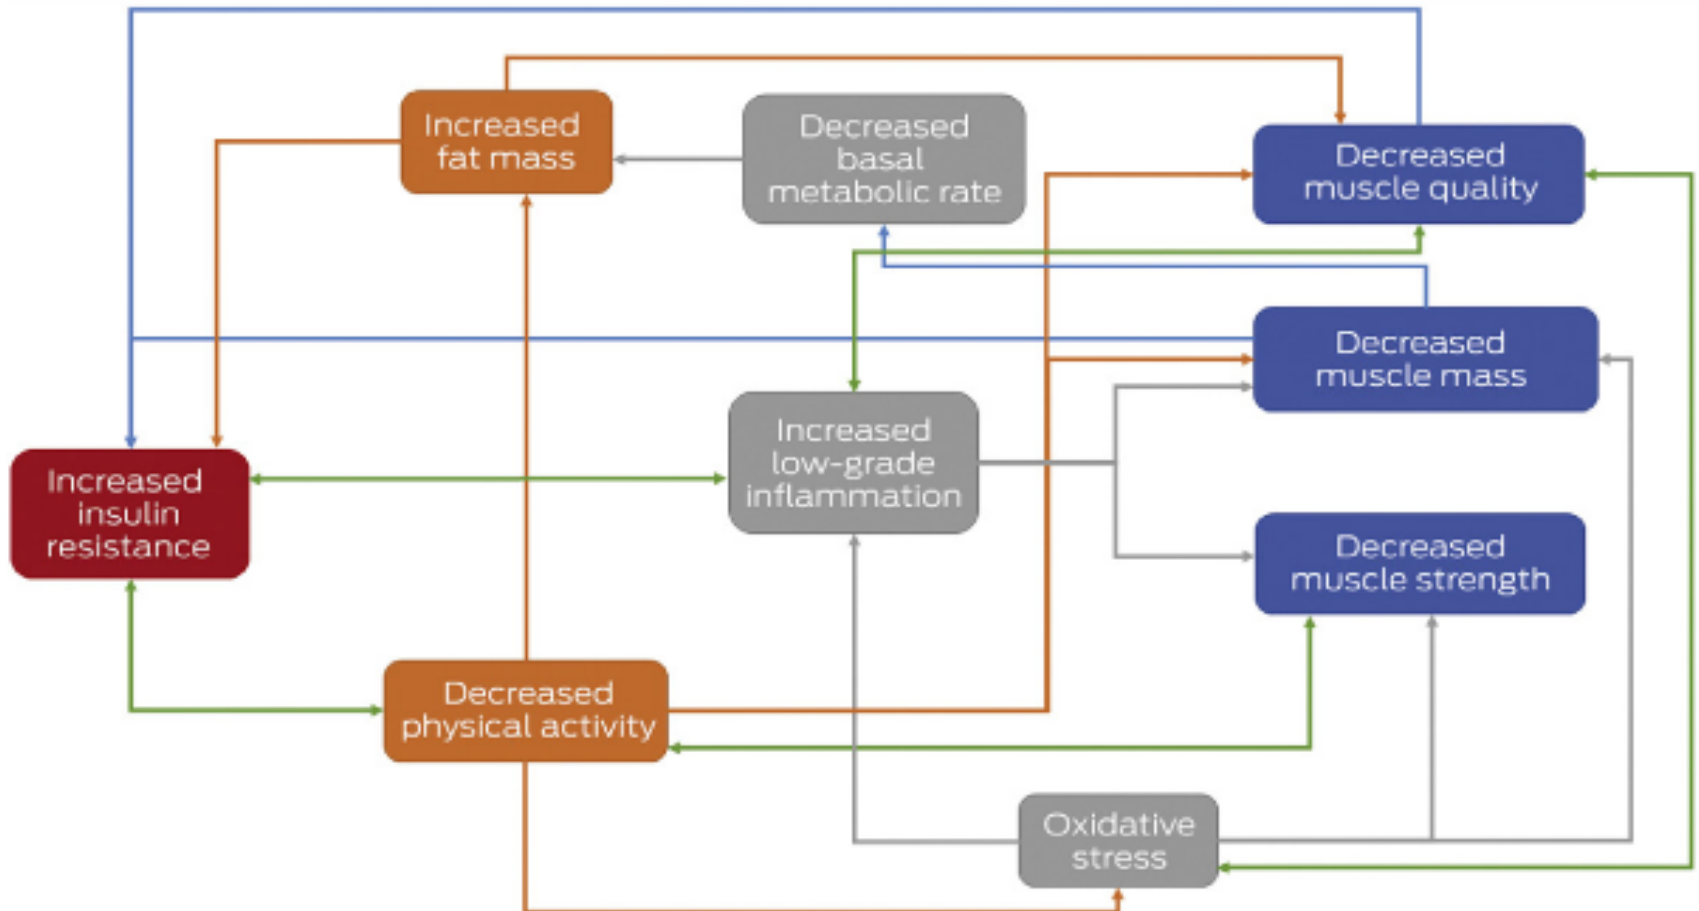 Increased
fat mass
Decreased
basal
metabolic rate
Decreased
muscle quality
Decreased
muscle mass
Increased
low-grade
inflammation
Increased
insulin
resistance
Decreased
muscle strength
Decreased
physical activity
Oxidative
stress